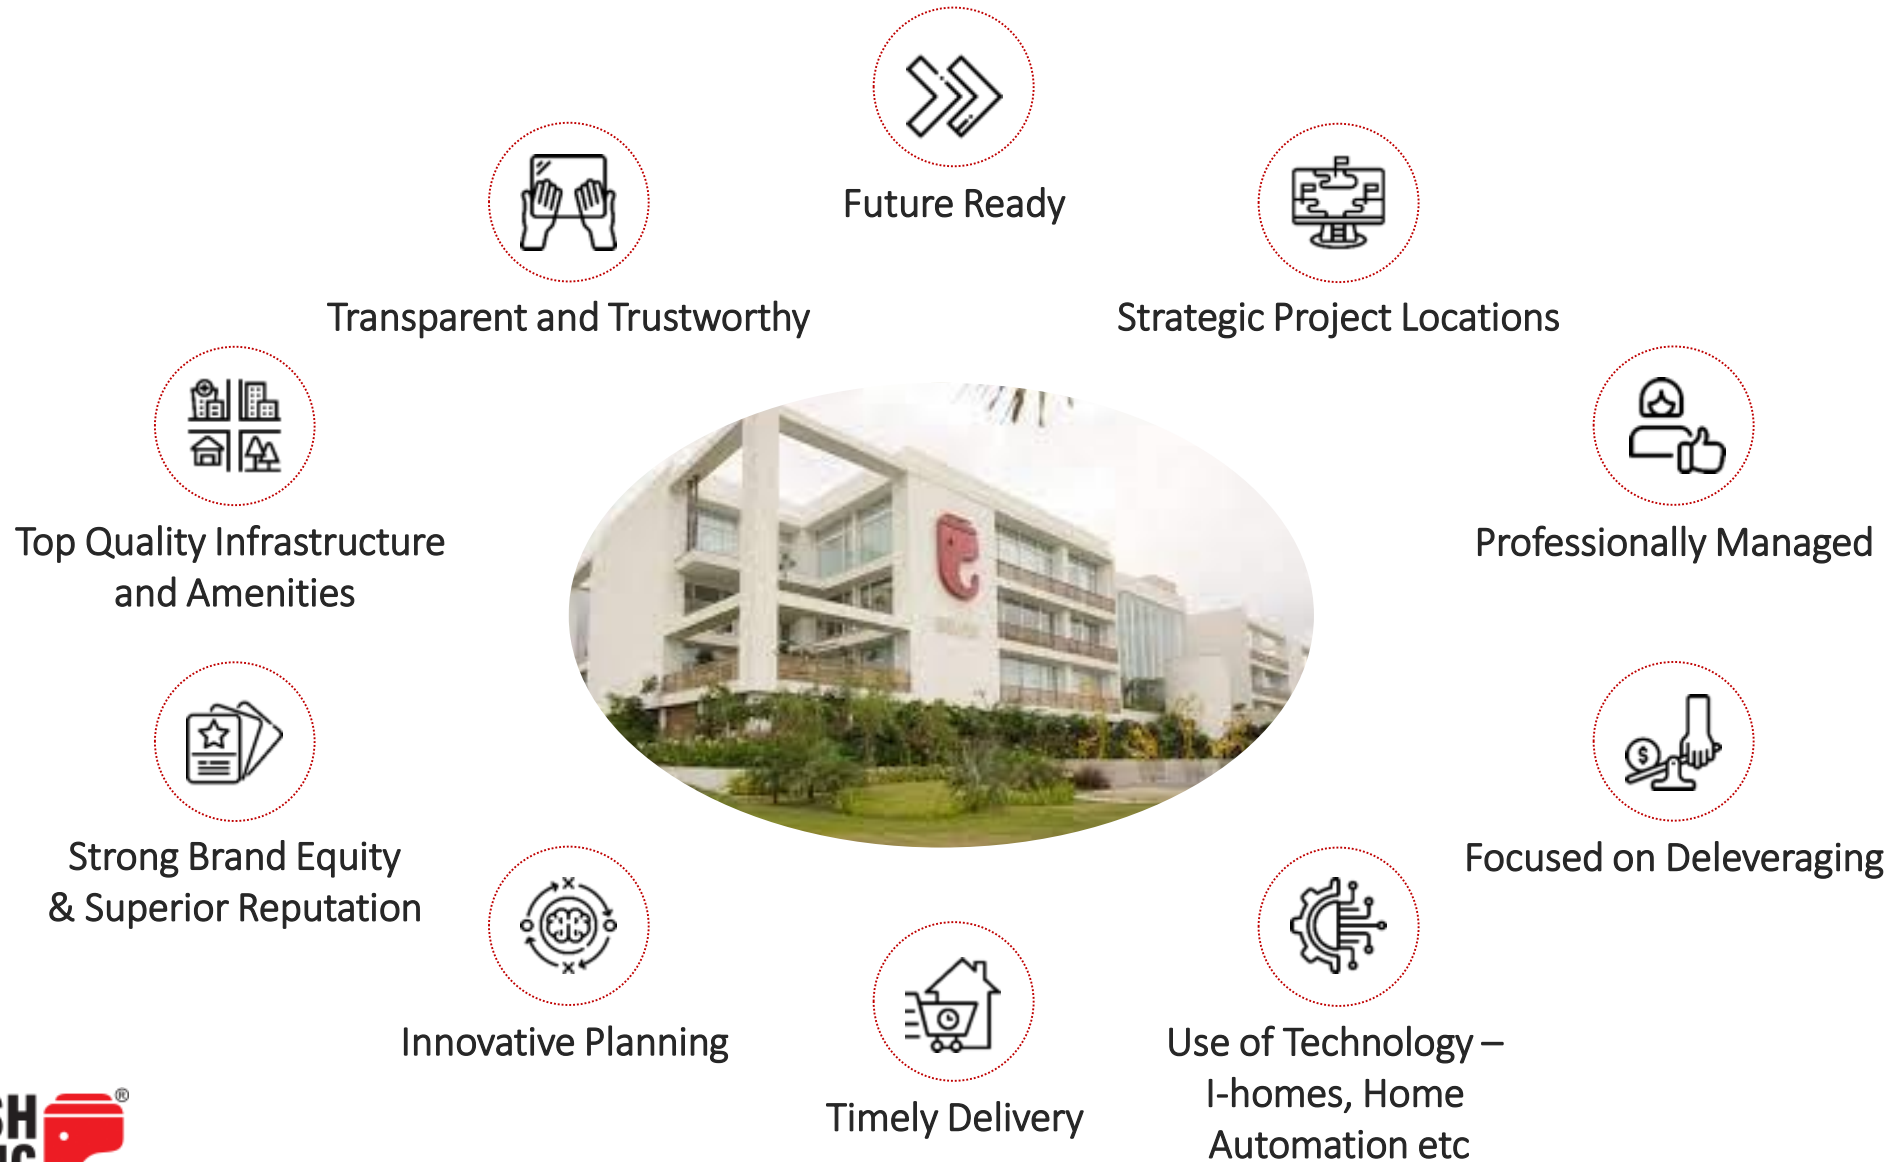 Future Ready
Transparent and Trustworthy
Strategic Project Locations
Top Quality Infrastructure
and Amenities
Professionally Managed
Strong Brand Equity
& Superior Reputation
Focused on Deleveraging
Innovative Planning
Timely Delivery
Use of Technology –
I-homes, Home
Automation etc
$
®